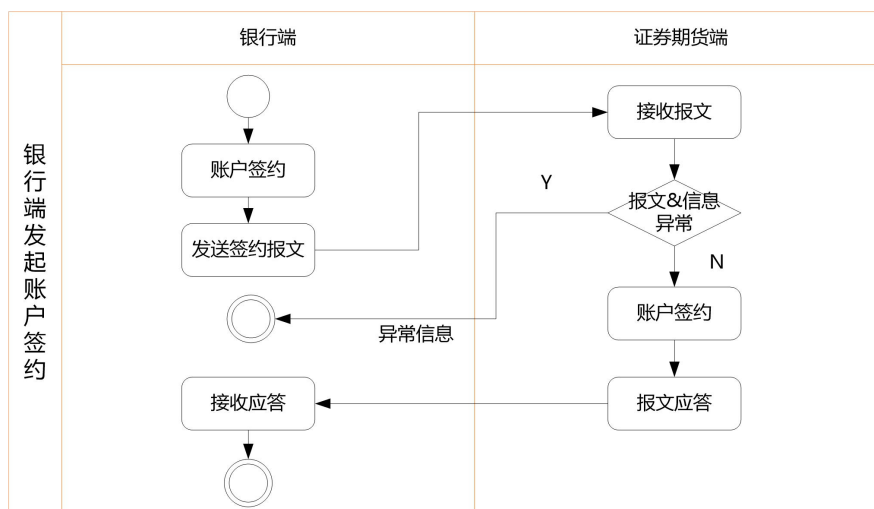 银行端
证券期货端
银行端发起账户签约
账户签约
发送签约报文
接收报文
报文&信息
异常
Y
N
异常信息
账户签约
报文应答
接收应答